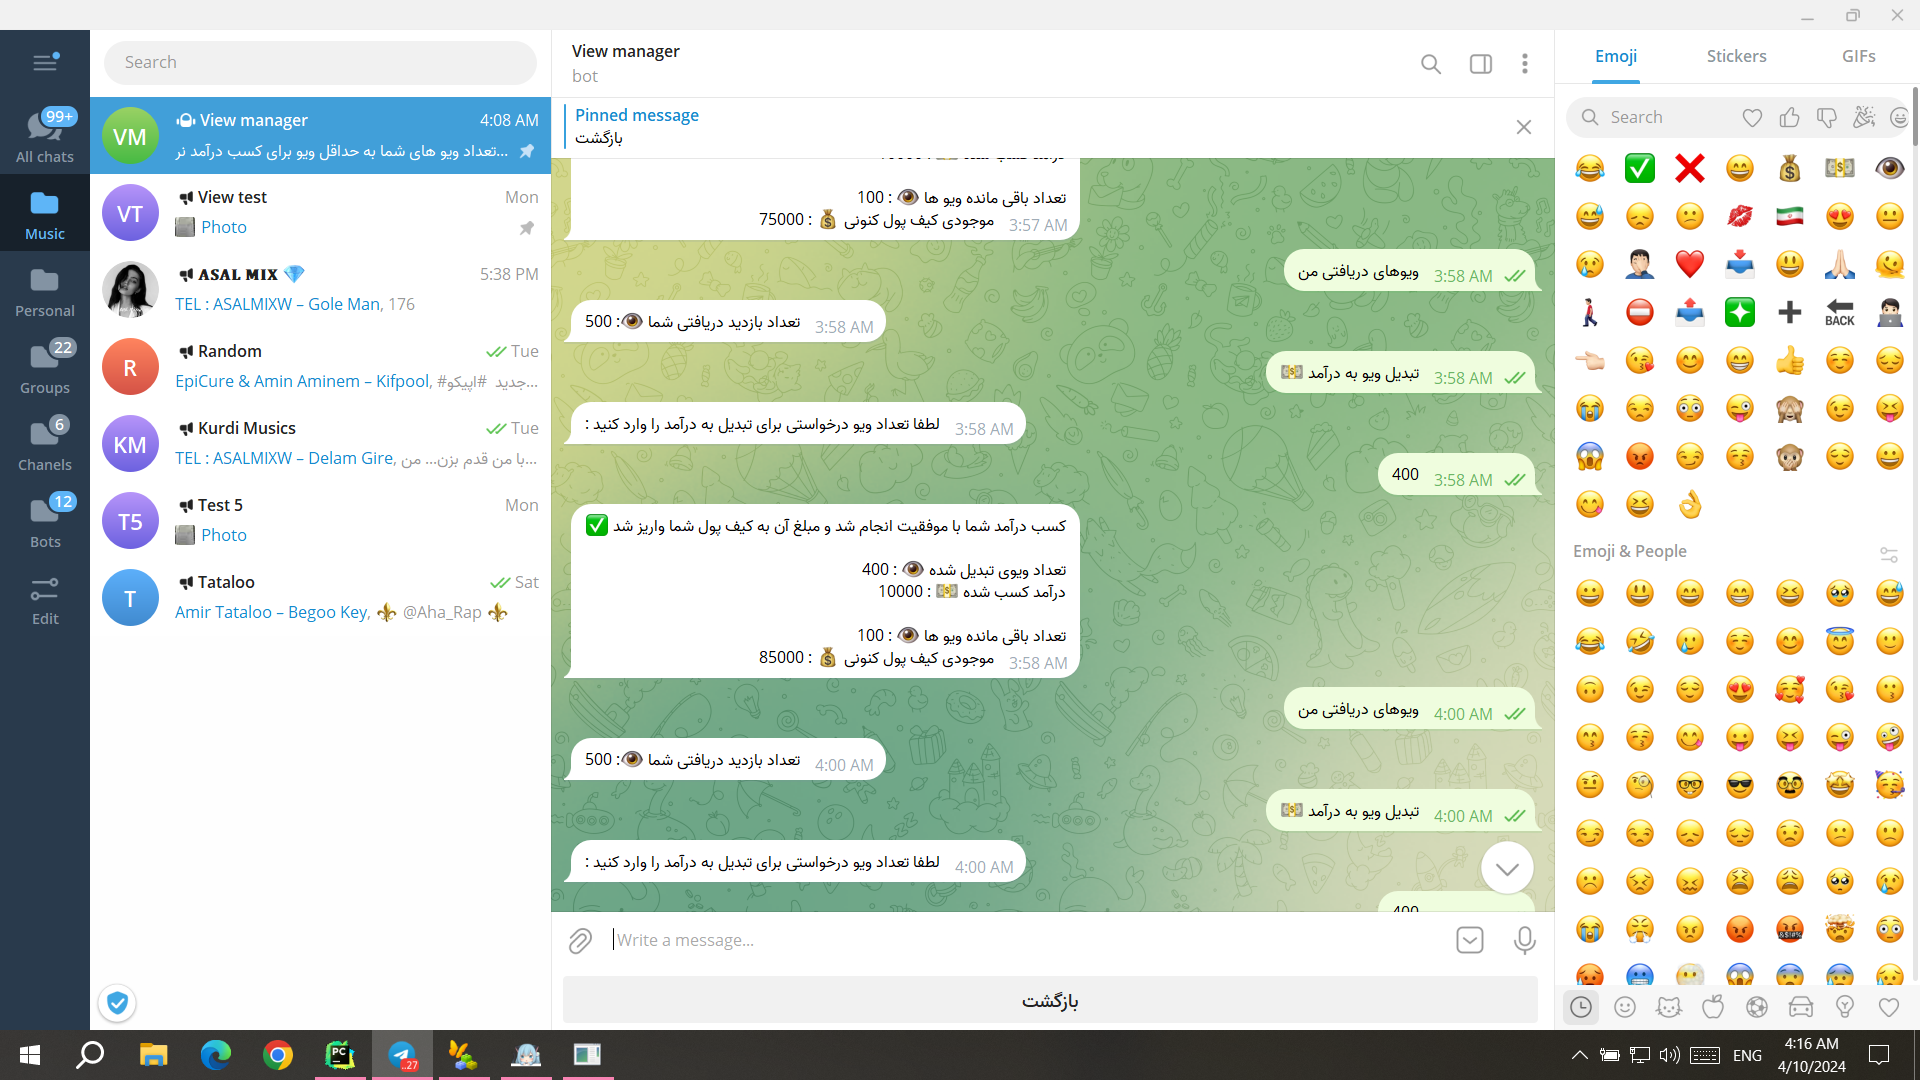 Search
99+
All chats
Music
Personal
22
Groups
6
Chanels
12
Bots
Edit
VM
View manager
4:08 AM
تعداد ویو های شما به حداقل ویو برای کسب درآمد نر...
VT
View test
Mon
Photo
ASAL MIX 💎
5:38 PM
TEL : ASALMIXW – Gole Man, 176
R
Random
Tue
EpiCure & Amin Aminem – Kifpool, #اپیکو# جدید...
KM
Kurdi Musics
Tue
TEL : ASALMIXW – Delam Gire, با من قدم بزن... من...
T5
Test 5
Mon
Photo
T
Tataloo
Sat
Amir Tataloo – Begoo Key, ⚜ @Aha_Rap ⚜
View manager
bot
Pinned message
بازگشت
تعداد باقی مانده ویو ها 👁 : 100
موجودی کیف پول کنونی 💰 : 75000
3:57 AM
ویوهای دریافتی من
3:58 AM
تعداد بازدید دریافتی شما 👁: 500
3:58 AM
تبدیل ویو به درآمد 💵
3:58 AM
لطفا تعداد ویو درخواستی برای تبدیل به درآمد را وارد کنید :
3:58 AM
400
3:58 AM
کسب درآمد شما با موفقیت انجام شد و مبلغ آن به کیف پول شما واریز شد ✅
تعداد ویوی تبدیل شده 👁 : 400
درآمد کسب شده 💵 : 10000
تعداد باقی مانده ویو ها 👁 : 100
موجودی کیف پول کنونی 💰 : 85000
3:58 AM
ویوهای دریافتی من
4:00 AM
تعداد بازدید دریافتی شما 👁: 500
4:00 AM
تبدیل ویو به درآمد 💵
4:00 AM
لطفا تعداد ویو درخواستی برای تبدیل به درآمد را وارد کنید :
4:00 AM
400
Write a message...
بازگشت
Emoji
Stickers
GIFs
Search
BACK
Emoji & People
PC
..27
ENG
4:16 AM
4/10/2024